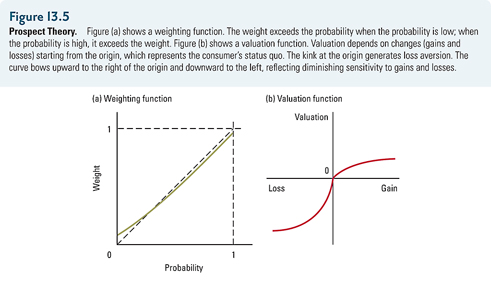 Figure I3.5
Prospect Theory. Figure (a) shows a weighting function. The weight exceeds the probability when the probability is low; when
the probability is high, it exceeds the weight. Figure (b) shows a valuation function. Valuation depends on changes (gains and
losses) starting from the origin, which represents the consumer's status quo. The kink at the origin generates loss aversion. The
curve bows upward to the right of the origin and downward to the left, reflecting diminishing sensitivity to gains and losses.
(a) Weighting function
1
Weight
0
1
Probability
(b) Valuation function
Valuation
0
Loss
Gain